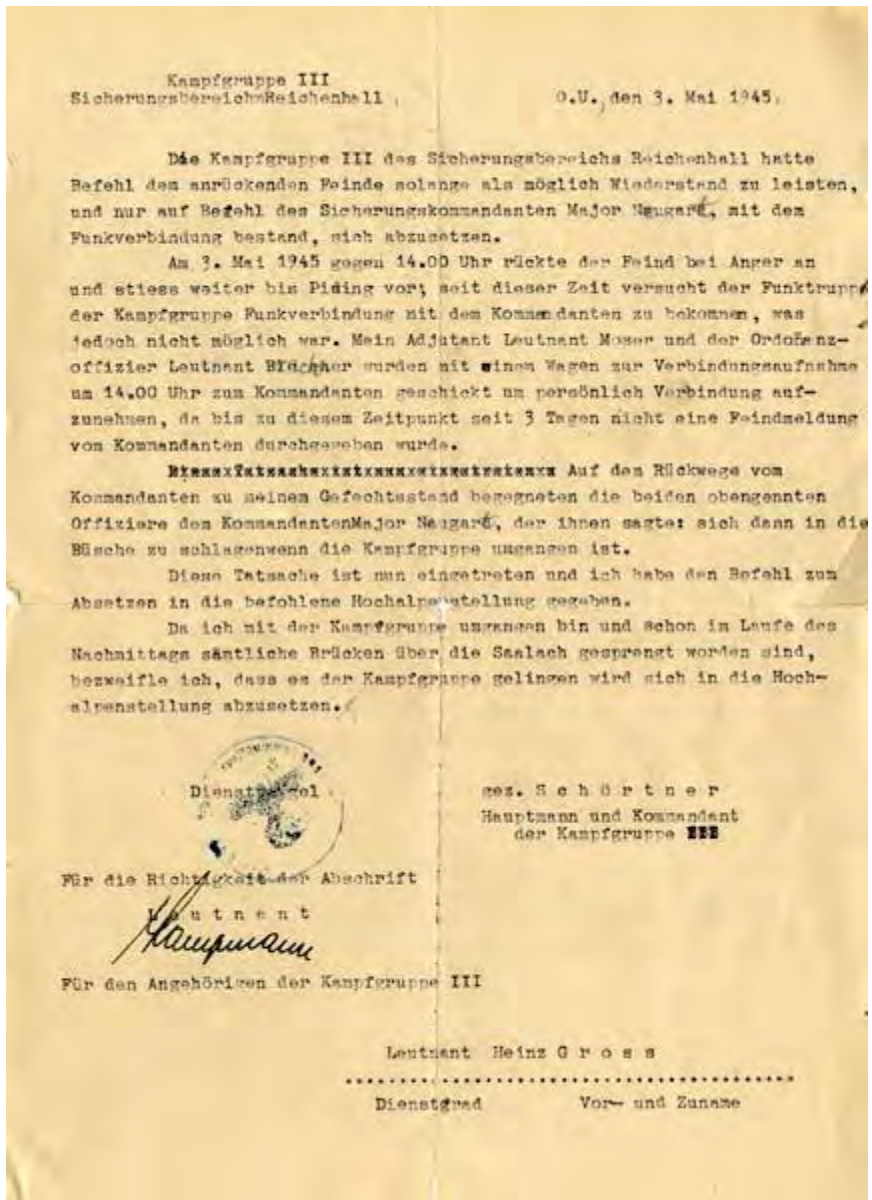 Kampfgruppe III
Sicherungsbereich Reichenhall
O.U., den 3. Mai 1945.
Die Kampfgruppe III des Sicherungsbereichs Reichenhall hatte
Befehl dem anrückenden Feinde solange als möglich Wiederstand zu leisten,
und nur auf Befehl des Sicherungskommandanten Major Naugaré, mit dem
Funkverbindung bestand, sich abzusetzen.
Am 3. Mai 1945 gegen 14.00 Uhr rückte der Feind bei Anger an
und stiess weiter bis Piding vor; seit dieser Zeit versucht der Funktrupp
der Kampfgruppe Funkverbindung mit dem Kommandanten zu bekommen, was
jedoch nicht möglich war. Mein Adjutant Leutnant Moser und der Ordonanz-
offizier Leutnant wurden mit einem Wagen zur Verbindungsaufnahme
um 14.00 Uhr zum Kommandanten geschickt um persönlich Verbindung auf-
zunehmen, da bis zu diesem Zeitpunkt seit 3 Tagen nicht eine Feindmeldung
vom Kommandanten durchgegeben wurde.
Auf dem Rückwege vom
Kommandanten zu meinem Gefechtsstand begegneten die beiden obengennten
Offiziere dem KommandantenMajor Naugaré, der ihnen sagte: sich dann in die
Büsche zu schlagenwenn die Kampfgruppe umgangen ist.
Diese Tatsache ist nun eingetreten und ich habe den Befehl zum
Absetzen in die befohlene Hochalpenstellung gegeben.
Da ich mit der Kampfgruppe umgangen bin und schon im Laufe des
Nachmittags sämtliche Brücken über die Saalach gesprengt worden sind,
bezweifle ich, dass es der Kampfgruppe gelingen wird sich in die Hoch-
alpenstellung abzusetzen.
Dienstsiegel
gez. S c h ö r t n e r
Hauptmann und Kommandant
der Kampfgruppe III
Für die Richtigkeit der Abschrift
L e u t n a n t
Kampmann
Für den Angehörigen der Kampfgruppe III
Leutnant Heinz G r o s s
Dienstgrad Vor- und Zuname